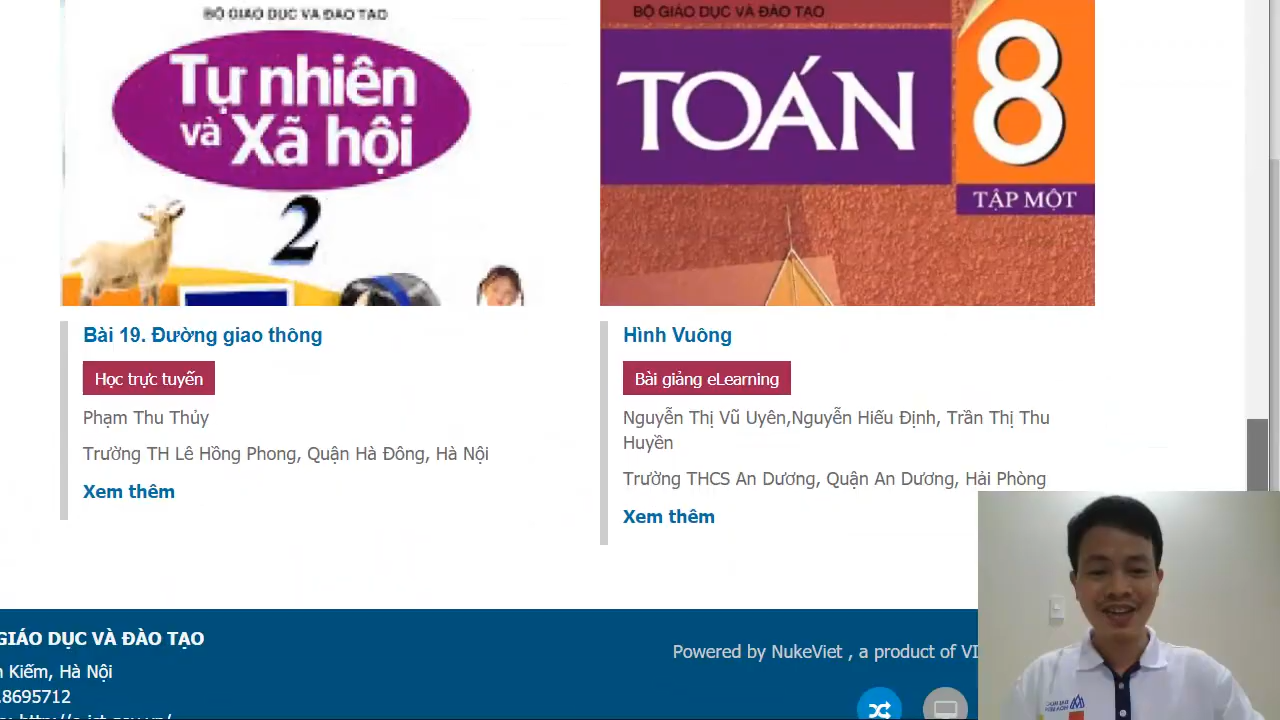 BỘ GIÁO DỤC VÀ ĐÀO TẠO
Tự nhiên
và Xã hội
2
BỘ GIÁO DỤC VÀ ĐÀO TẠO
TOÁN
8
TẬP MỘT
Bài 19. Đường giao thông
Học trực tuyến
Phạm Thu Thủy
Trường TH Lê Hồng Phong, Quận Hà Đông, Hà Nội
Xem thêm
Hình Vuông
Bài giảng eLearning
Nguyễn Thị Vũ Uyên,Nguyễn Hiếu Định, Trần Thị Thu
Huyền
Trường THCS An Dương, Quận An Dương, Hải Phòng
Xem thêm
GIÁO DỤC VÀ ĐÀO TẠO
Kiếm, Hà Nội
.8695712
Powered by NukeViet , a product of VI